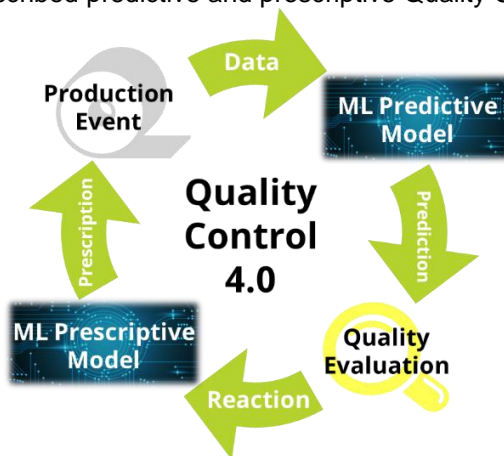 scribed predictive and prescriptive Quality
Data
Production
Event
ML Predictive
Model
Prediction
Quality
Control
4.0
Prescription
Quality
Evaluation
ML Prescriptive
Model
Reaction